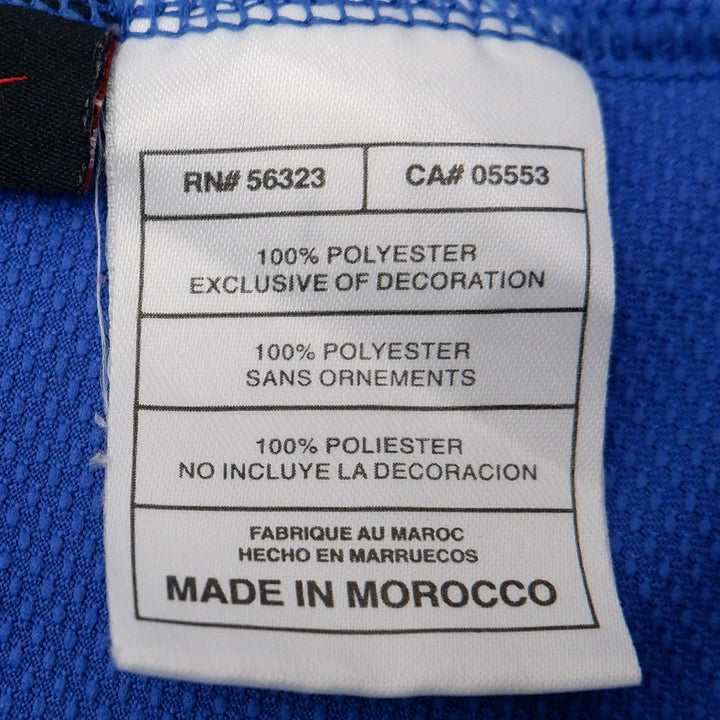 RN# 56323
CA# 05553
100% POLYESTER
EXCLUSIVE OF DECORATION
100% POLYESTER
SANS ORNEMENTS
100% POLIESTER
NO INCLUYE LA DECORACION
FABRIQUE AU MAROC
HECHO EN MARRUECOS
MADE IN MOROCCO